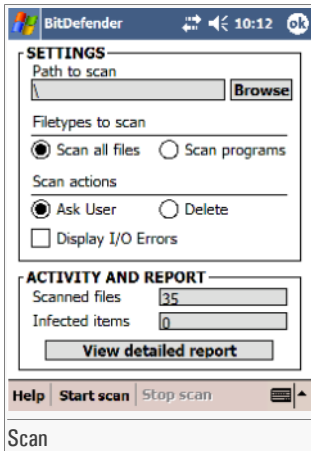 BitDefender 10:12 ok
SETTINGS
Path to scan
\ Browse
Filetypes to scan
Scan all files Scan programs
Scan actions
Ask User Delete
Display I/O Errors
ACTIVITY AND REPORT
Scanned files 35
Infected items 0
View detailed report
Help Start scan Stop scan
Scan